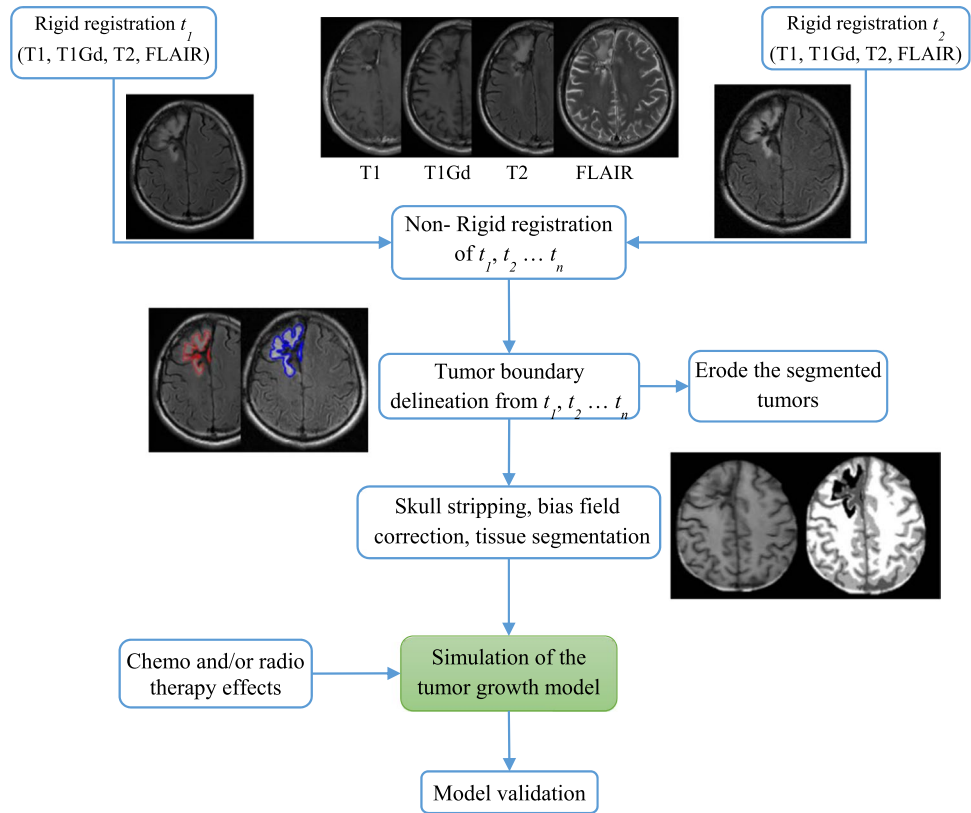 Rigid registration t1
(T1, T1Gd, T2, FLAIR)
Rigid registration t2
(T1, T1Gd, T2, FLAIR)
T1 T1Gd T2 FLAIR
Non- Rigid registration
of t1, t2 … tn
Tumor boundary
delineation from t1, t2 … tn
Erode the segmented
tumors
Skull stripping, bias field
correction, tissue segmentation
Chemo and/or radio
therapy effects
Simulation of the
tumor growth model
Model validation